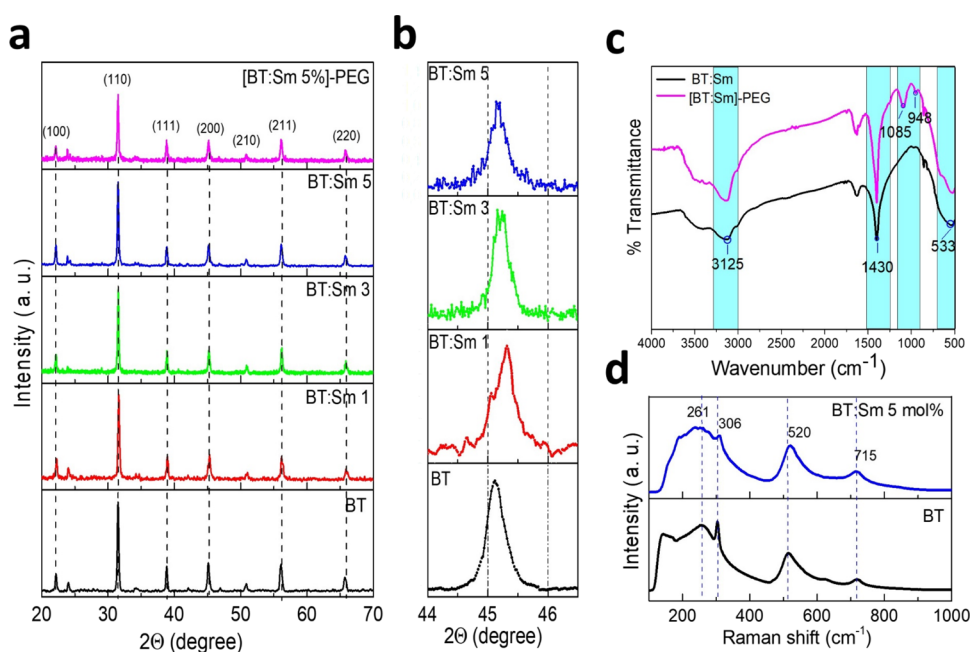 a
[BT:Sm 5%]-PEG
(110)
(100)
(111)
(200)
(210)
(211)
(220)
BT:Sm 5
BT:Sm 3
BT:Sm 1
BT
Intensity ( a. u.)
20 30 40 50 60 70
2Θ (degree)
b
BT:Sm 5
BT:Sm 3
BT:Sm 1
BT
44 45 46
2Θ (degree)
c
BT:Sm
[BT:Sm]-PEG
1085 948
3125
1430
533
% Transmittance
4000 3500 3000 2500 2000 1500 1000 500
Wavenumber (cm-1)
d
BT:Sm 5 mol%
261
306
520
715
BT
Intensity ( a. u.)
200 400 600 800 1000
Raman shift (cm-1)